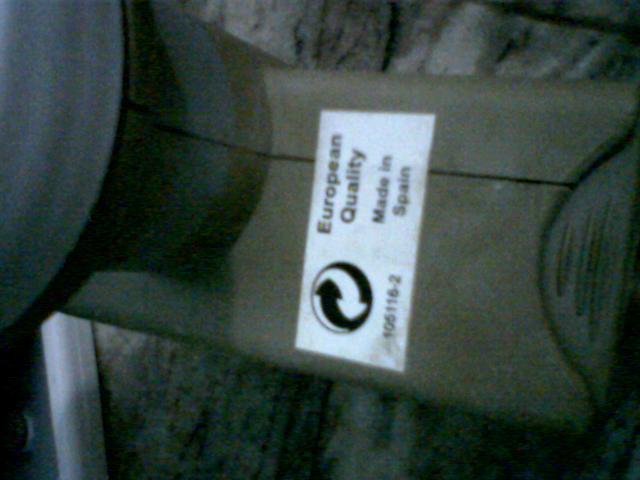 European
Quality
Made in
Spain
105116-2